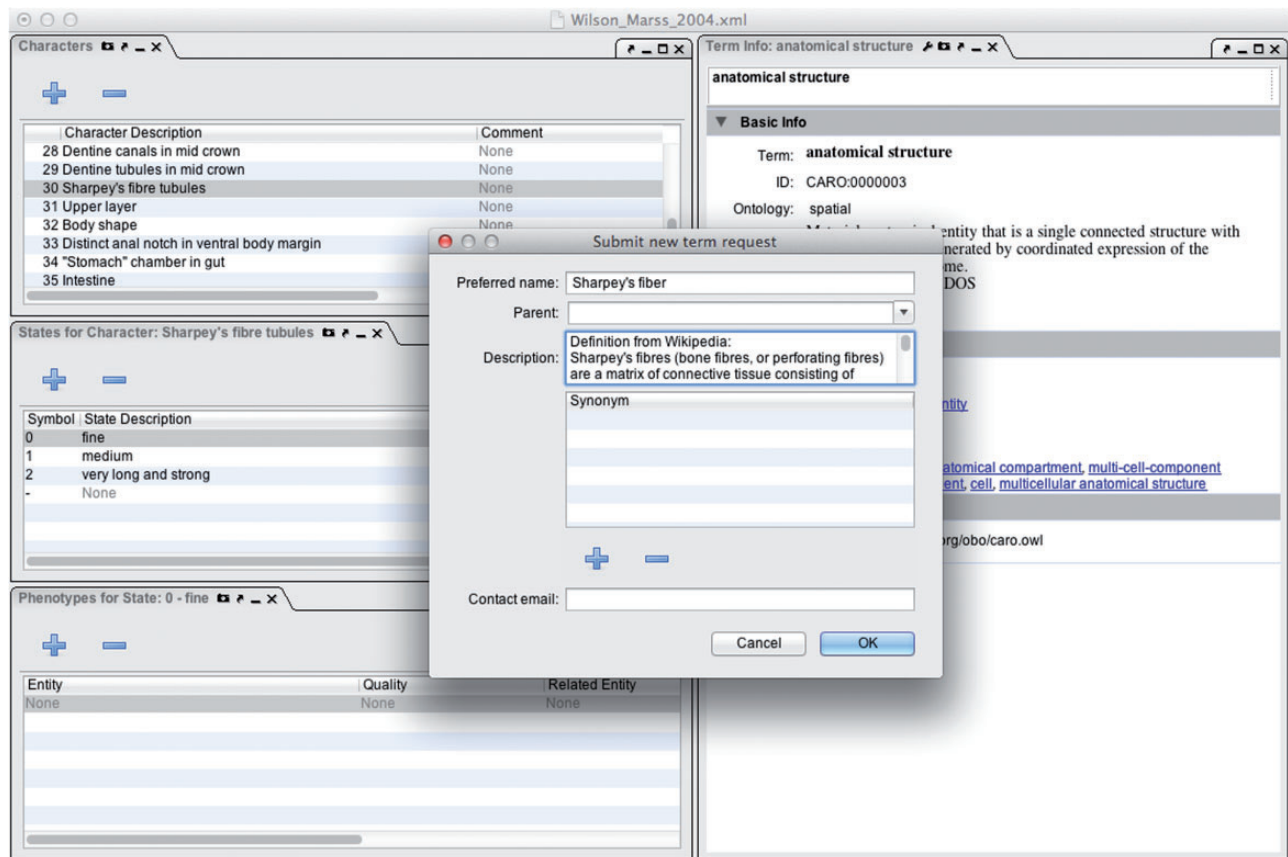 Wilson_Marss_2004.xml
Characters
Character Description Comment
28 Dentine canals in mid crown None
29 Dentine tubules in mid crown None
30 Sharpey's fibre tubules None
31 Upper layer None
32 Body shape None
33 Distinct anal notch in ventral body margin
34 "Stomach" chamber in gut
35 Intestine
States for Character: Sharpey's fibre tubules
Symbol State Description
0 fine
1 medium
2 very long and strong
- None
Phenotypes for State: 0 - fine
Entity Quality Related Entity
None None None
Submit new term request
Preferred name: Sharpey's fiber
Parent:
Description: Definition from Wikipedia:
Sharpey's fibres (bone fibres, or perforating fibres)
are a matrix of connective tissue consisting of
Synonym
Contact email:
Cancel OK
Term Info: anatomical structure
anatomical structure
Basic Info
Term: anatomical structure
ID: CARO:0000003
Ontology: spatial
entity that is a single connected structure with
nerated by coordinated expression of the
me.
DOS
ntity
atomical compartment, multi-cell-component
ent, cell, multicellular anatomical structure
org/obo/caro.owl